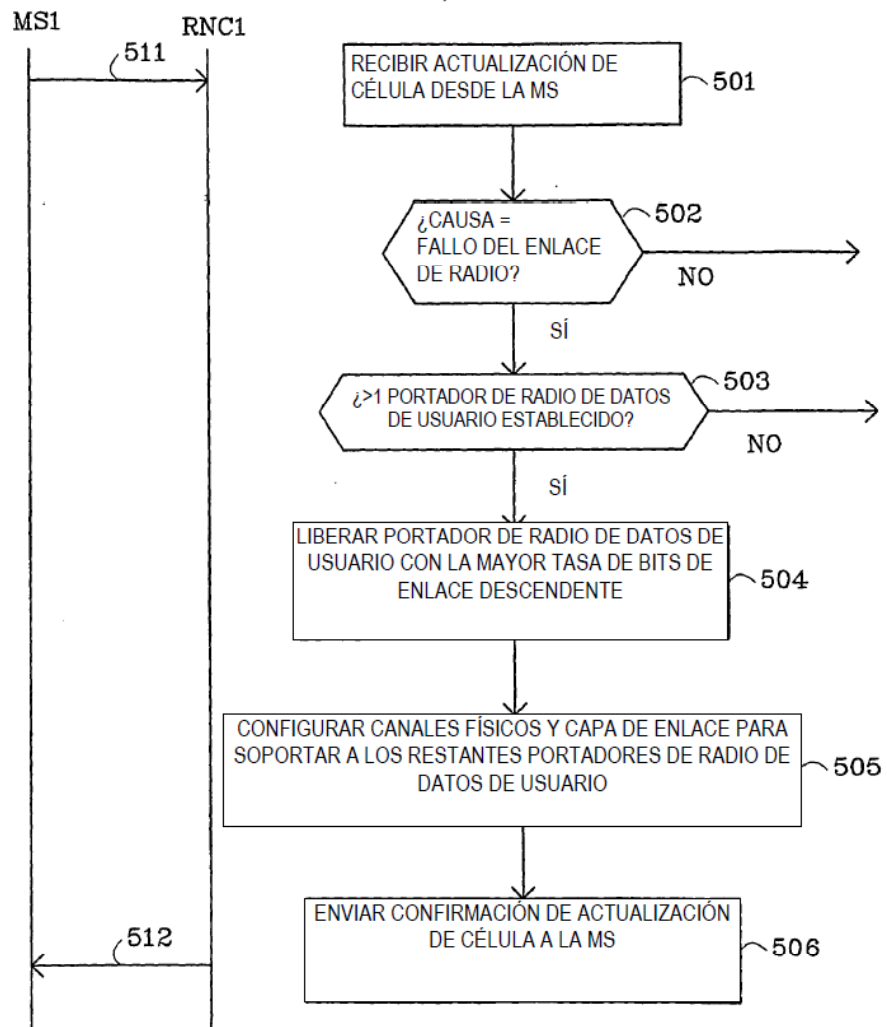 MS1
RNC1
511
RECIBIR ACTUALIZACIÓN DE
CÉLULA DESDE LA MS
501
¿CAUSA =
FALLO DEL ENLACE
DE RADIO?
502
NO
SÍ
¿>1 PORTADOR DE RADIO DE DATOS
DE USUARIO ESTABLECIDO?
503
NO
SÍ
LIBERAR PORTADOR DE RADIO DE DATOS DE
USUARIO CON LA MAYOR TASA DE BITS DE
ENLACE DESCENDENTE
504
CONFIGURAR CANALES FÍSICOS Y CAPA DE ENLACE PARA
SOPORTAR A LOS RESTANTES PORTADORES DE RADIO DE
DATOS DE USUARIO
505
ENVIAR CONFIRMACIÓN DE ACTUALIZACIÓN
DE CÉLULA A LA MS
506
512